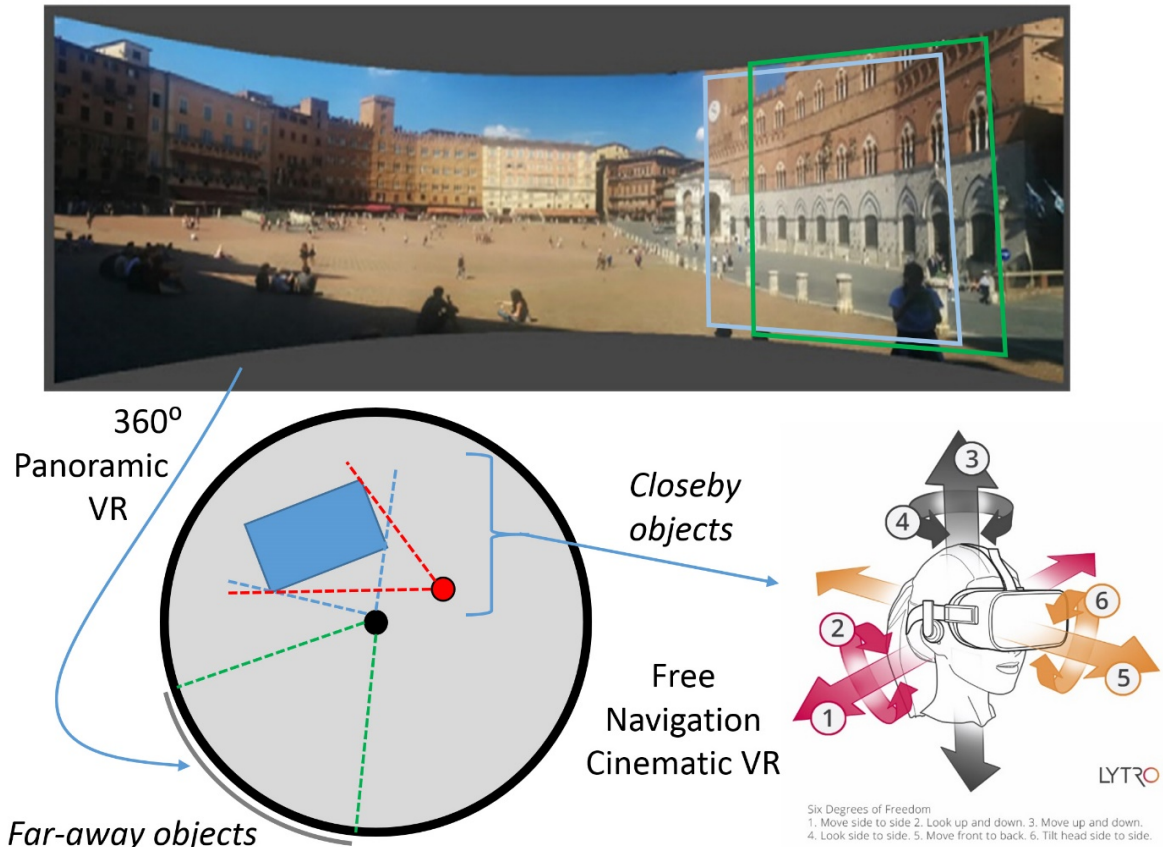 360º
Panoramic
VR
Closeby
objects
Free
Navigation
Cinematic VR
Far-away objects
3
4
2
6
5
1
LYTRO
Six Degrees of Freedom
1. Move side to side 2. Look up and down. 3. Move up and down.
4. Look side to side. 5. Move front to back. 6. Tilt head side to side.